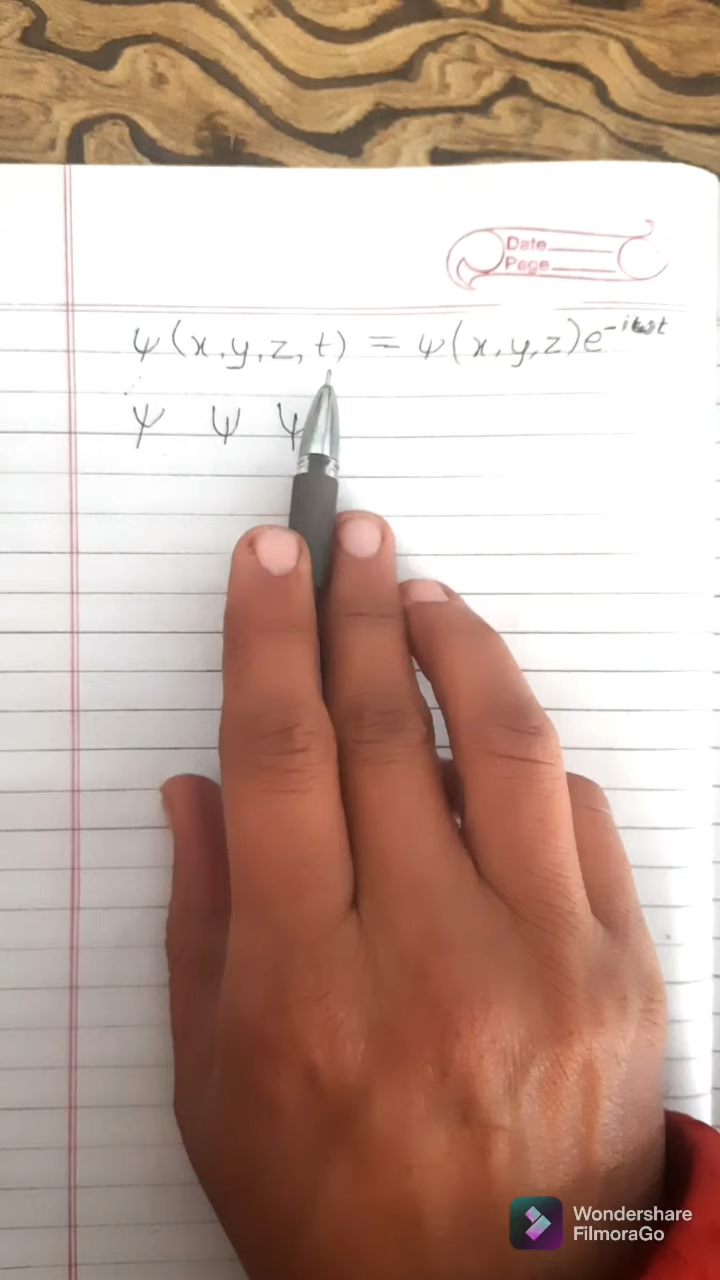 Date
Page
ψ(x,y,z,t) = ψ(x,y,z)e^-iωt
ψ ψ ψ
Wondershare
FilmoraGo